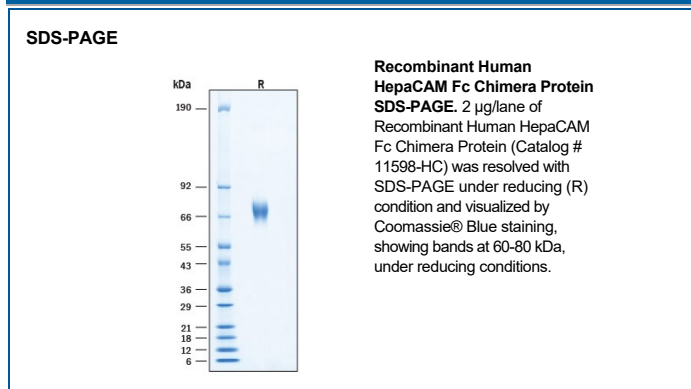 SDS-PAGE
kDa
R
190
92
66
55
43
36
29
21
18
12
6
Recombinant Human
HepaCAM Fc Chimera Protein
SDS-PAGE. 2 µg/lane of
Recombinant Human HepaCAM
Fc Chimera Protein (Catalog #
11598-HC) was resolved with
SDS-PAGE under reducing (R)
condition and visualized by
Coomassie® Blue staining,
showing bands at 60-80 kDa,
under reducing conditions.